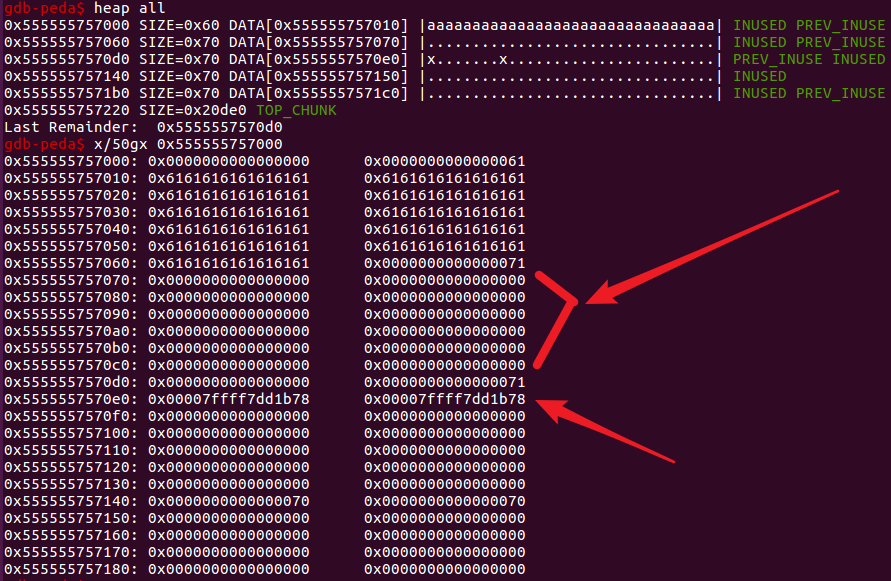 gdb-peda$ heap all
0x555555757000 SIZE=0x60 DATA[0x555555757010] |aaaaaaaaaaaaaaaaaaaaaaaaaaaaaaaa| INUSED PREV_INUSE
0x555555757060 SIZE=0x70 DATA[0x555555757070] |................................| INUSED PREV_INUSE
0x5555557570d0 SIZE=0x70 DATA[0x5555557570e0] |x.......x.......................| PREV_INUSE INUSED
0x555555757140 SIZE=0x70 DATA[0x555555757150] |................................| INUSED
0x5555557571b0 SIZE=0x70 DATA[0x5555557571c0] |................................| INUSED PREV_INUSE
0x555555757220 SIZE=0x20de0 TOP_CHUNK
Last Remainder:  0x5555557570d0
gdb-peda$ x/50gx 0x555555757000
0x555555757000: 0x0000000000000000 0x0000000000000061
0x555555757010: 0x6161616161616161 0x6161616161616161
0x555555757020: 0x6161616161616161 0x6161616161616161
0x555555757030: 0x6161616161616161 0x6161616161616161
0x555555757040: 0x6161616161616161 0x6161616161616161
0x555555757050: 0x6161616161616161 0x6161616161616161
0x555555757060: 0x6161616161616161 0x0000000000000071
0x555555757070: 0x0000000000000000 0x0000000000000000
0x555555757080: 0x0000000000000000 0x0000000000000000
0x555555757090: 0x0000000000000000 0x0000000000000000
0x5555557570a0: 0x0000000000000000 0x0000000000000000
0x5555557570b0: 0x0000000000000000 0x0000000000000000
0x5555557570c0: 0x0000000000000000 0x0000000000000000
0x5555557570d0: 0x0000000000000000 0x0000000000000071
0x5555557570e0: 0x00007ffff7dd1b78 0x00007ffff7dd1b78
0x5555557570f0: 0x0000000000000000 0x0000000000000000
0x555555757100: 0x0000000000000000 0x0000000000000000
0x555555757110: 0x0000000000000000 0x0000000000000000
0x555555757120: 0x0000000000000000 0x0000000000000000
0x555555757130: 0x0000000000000000 0x0000000000000000
0x555555757140: 0x0000000000000070 0x0000000000000070
0x555555757150: 0x0000000000000000 0x0000000000000000
0x555555757160: 0x0000000000000000 0x0000000000000000
0x555555757170: 0x0000000000000000 0x0000000000000000
0x555555757180: 0x0000000000000000 0x0000000000000000